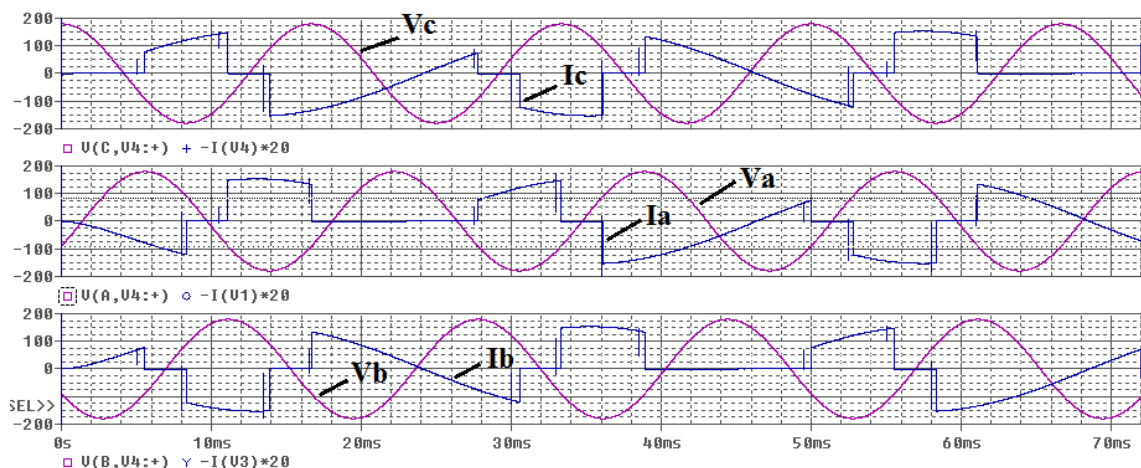 200
100
0
-100
-200
Vc
Ic
V(C,V4:+) -I(V4)*20
200
100
0
-100
-200
Va
Ia
V(A,V4:+) -I(V1)*20
200
100
0
SEL>>
-200
Vb
Ib
0s 10ms 20ms 30ms 40ms 50ms 60ms 70ms
V(B,V4:+) -I(V3)*20